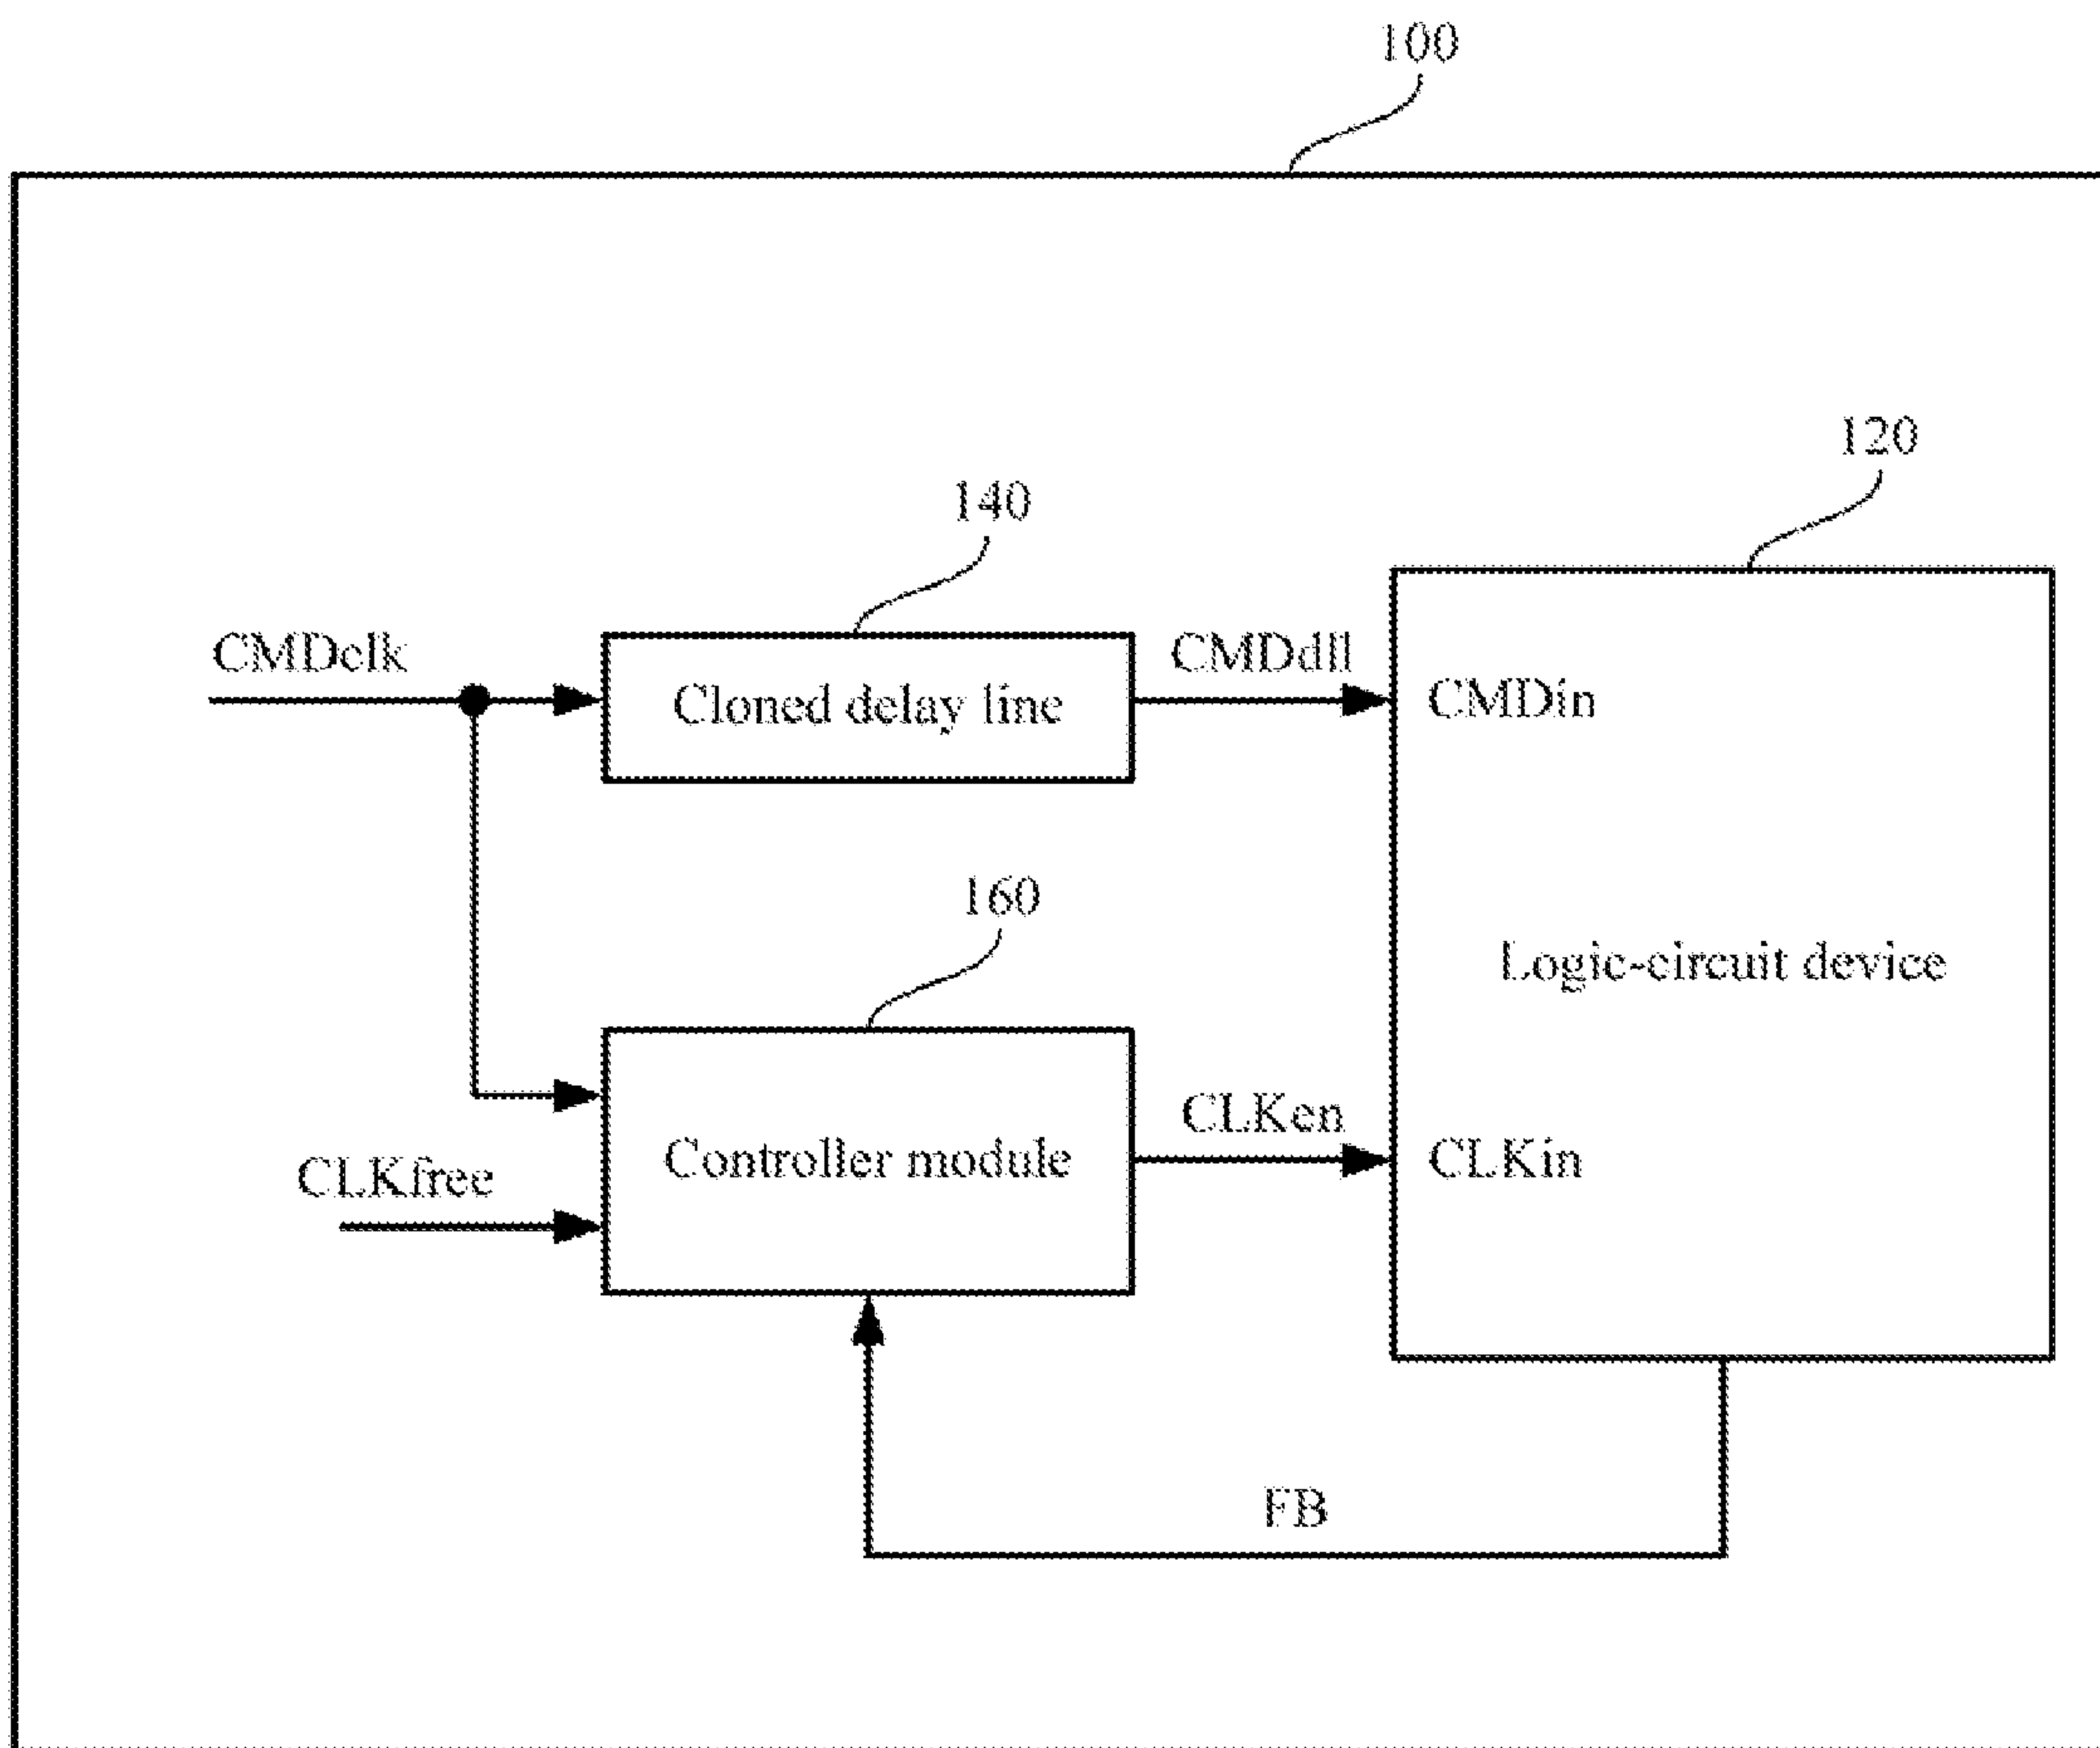 100
120
140
CMDclk
CMDdll
Cloned delay line
CMDin
160
Logic-circuit device
CLKen
Controller module
CLKin
CLKfree
FB